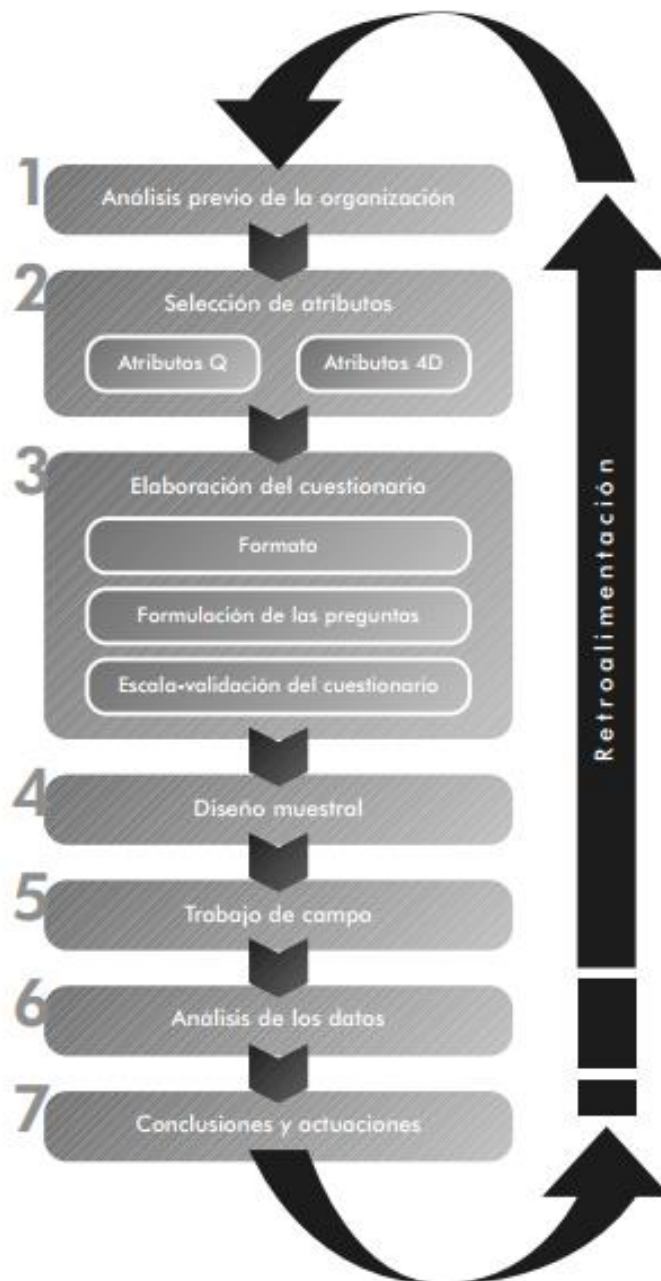 1
Análisis previo de la organización
2
Selección de atributos
Atributos Q
Atributos 4D
3
Elaboración del cuestionario
Formato
Formulación de las preguntas
Escala-validación del cuestionario
4
Diseño muestral
5
Trabajo de campo
6
Análisis de los datos
7
Conclusiones y actuaciones
Retroalimentación